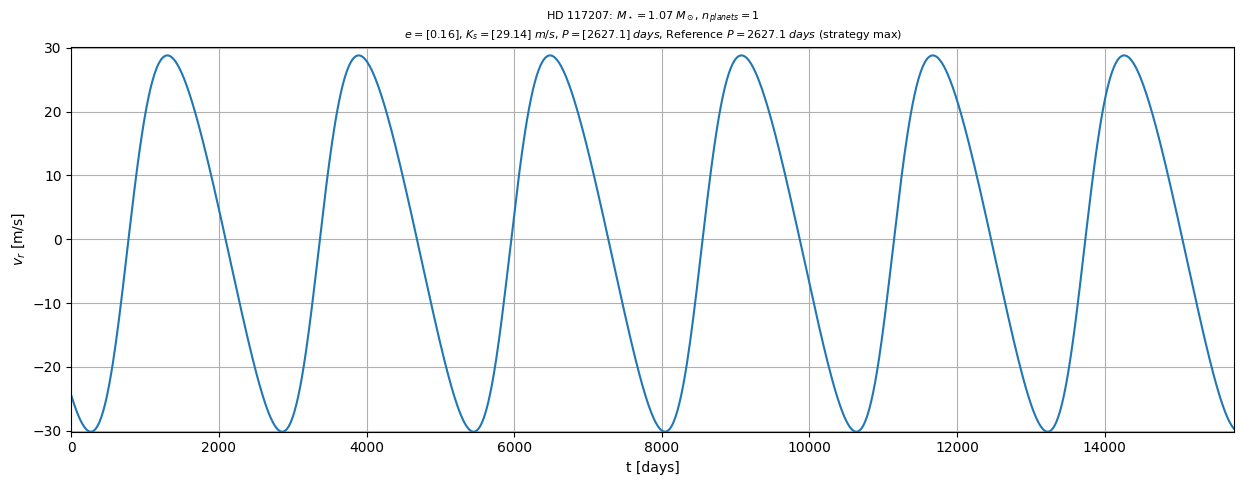 HD 117207: $M_\star = 1.07\ M_\odot$, $n_{planets} = 1$
$e = [0.16]$, $K_s = [29.14]\ m/s$, $P = [2627.1]\ days$, Reference $P = 2627.1\ days$ (strategy max)
30
20
10
0
−10
−20
−30
$v_r$ [m/s]
0 2000 4000 6000 8000 10000 12000 14000
t [days]